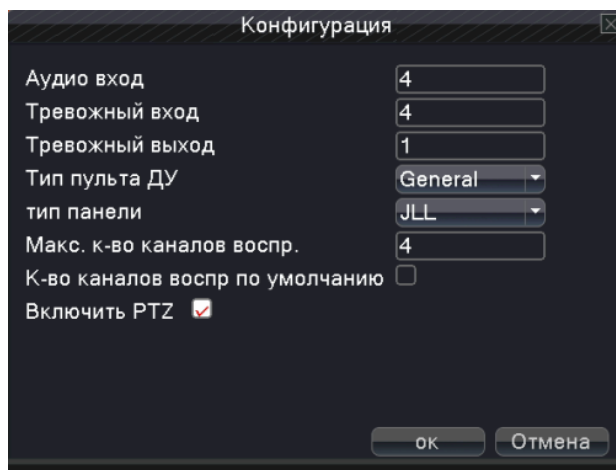 Конфигурация
Аудио вход 4
Тревожный вход 4
Тревожный выход 1
Тип пульта ДУ General
тип панели JLL
Макс. к-во каналов воспр. 4
К-во каналов воспр по умолчанию
Включить PTZ
ок Отмена